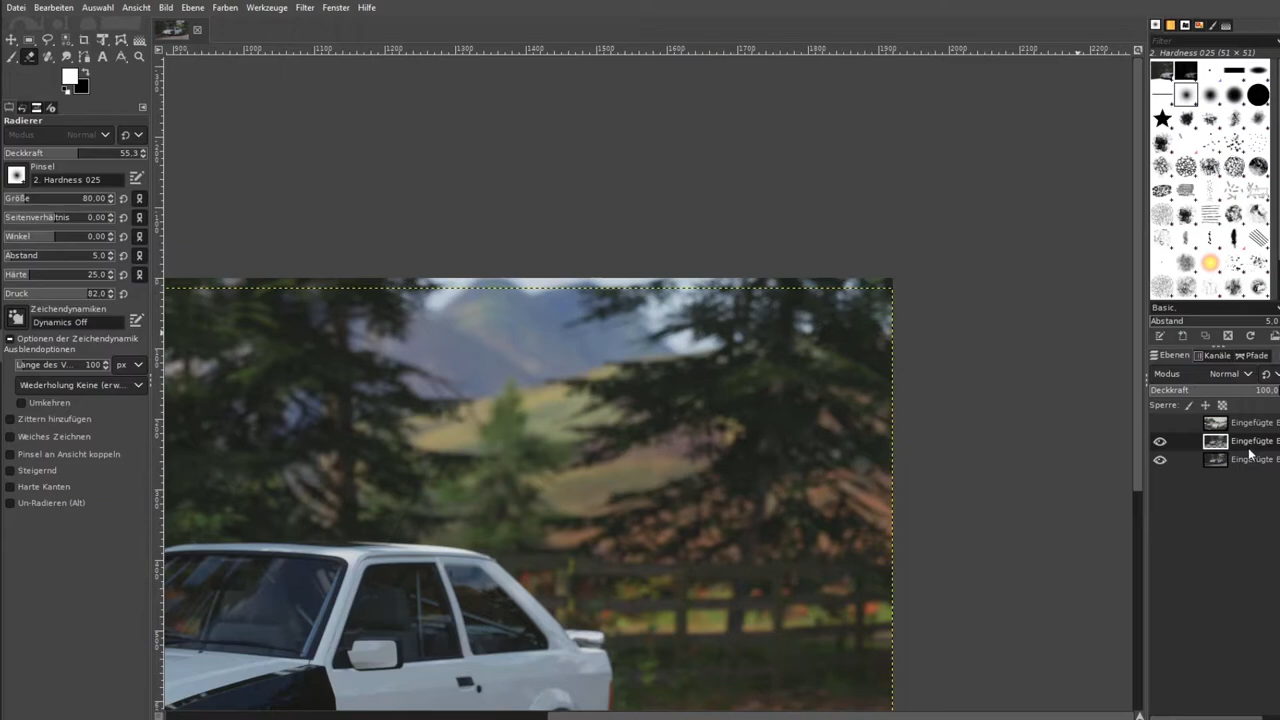 Datei Bearbeiten Auswahl Ansicht Bild Ebene Farben Werkzeuge Filter Fenster Hilfe
900 1000 1100 1200 1300 1400 1500 1600 1700 1800 1900 2000 2100 2200
Filter
2. Hardness 025 (51 × 51)
Radierer
Modus Normal
Deckkraft 55,3
Pinsel
2. Hardness 025
Größe 80,00
Seitenverhältnis 0,00
Winkel 0,00
Abstand 5,0
Härte 25,0
Druck 82,0
Zeichendynamiken
Dynamics Off
Optionen der Zeichendynamik
Ausblendoptionen
Länge des V... 100 px
Wiederholung Keine (erw...
Umkehren
Zittern hinzufügen
Weiches Zeichnen
Pinsel an Ansicht koppeln
Steigernd
Harte Kanten
Un-Radieren (Alt)
Basic,
Abstand 5,0
Ebenen Kanäle Pfade
Modus Normal
Deckkraft 100,0
Sperre:
Eingefügte E
Eingefügte E
Eingefügte E